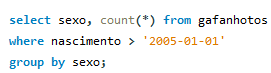 select sexo, count(*) from gafanhotos
where nascimento > '2005-01-01'
group by sexo;